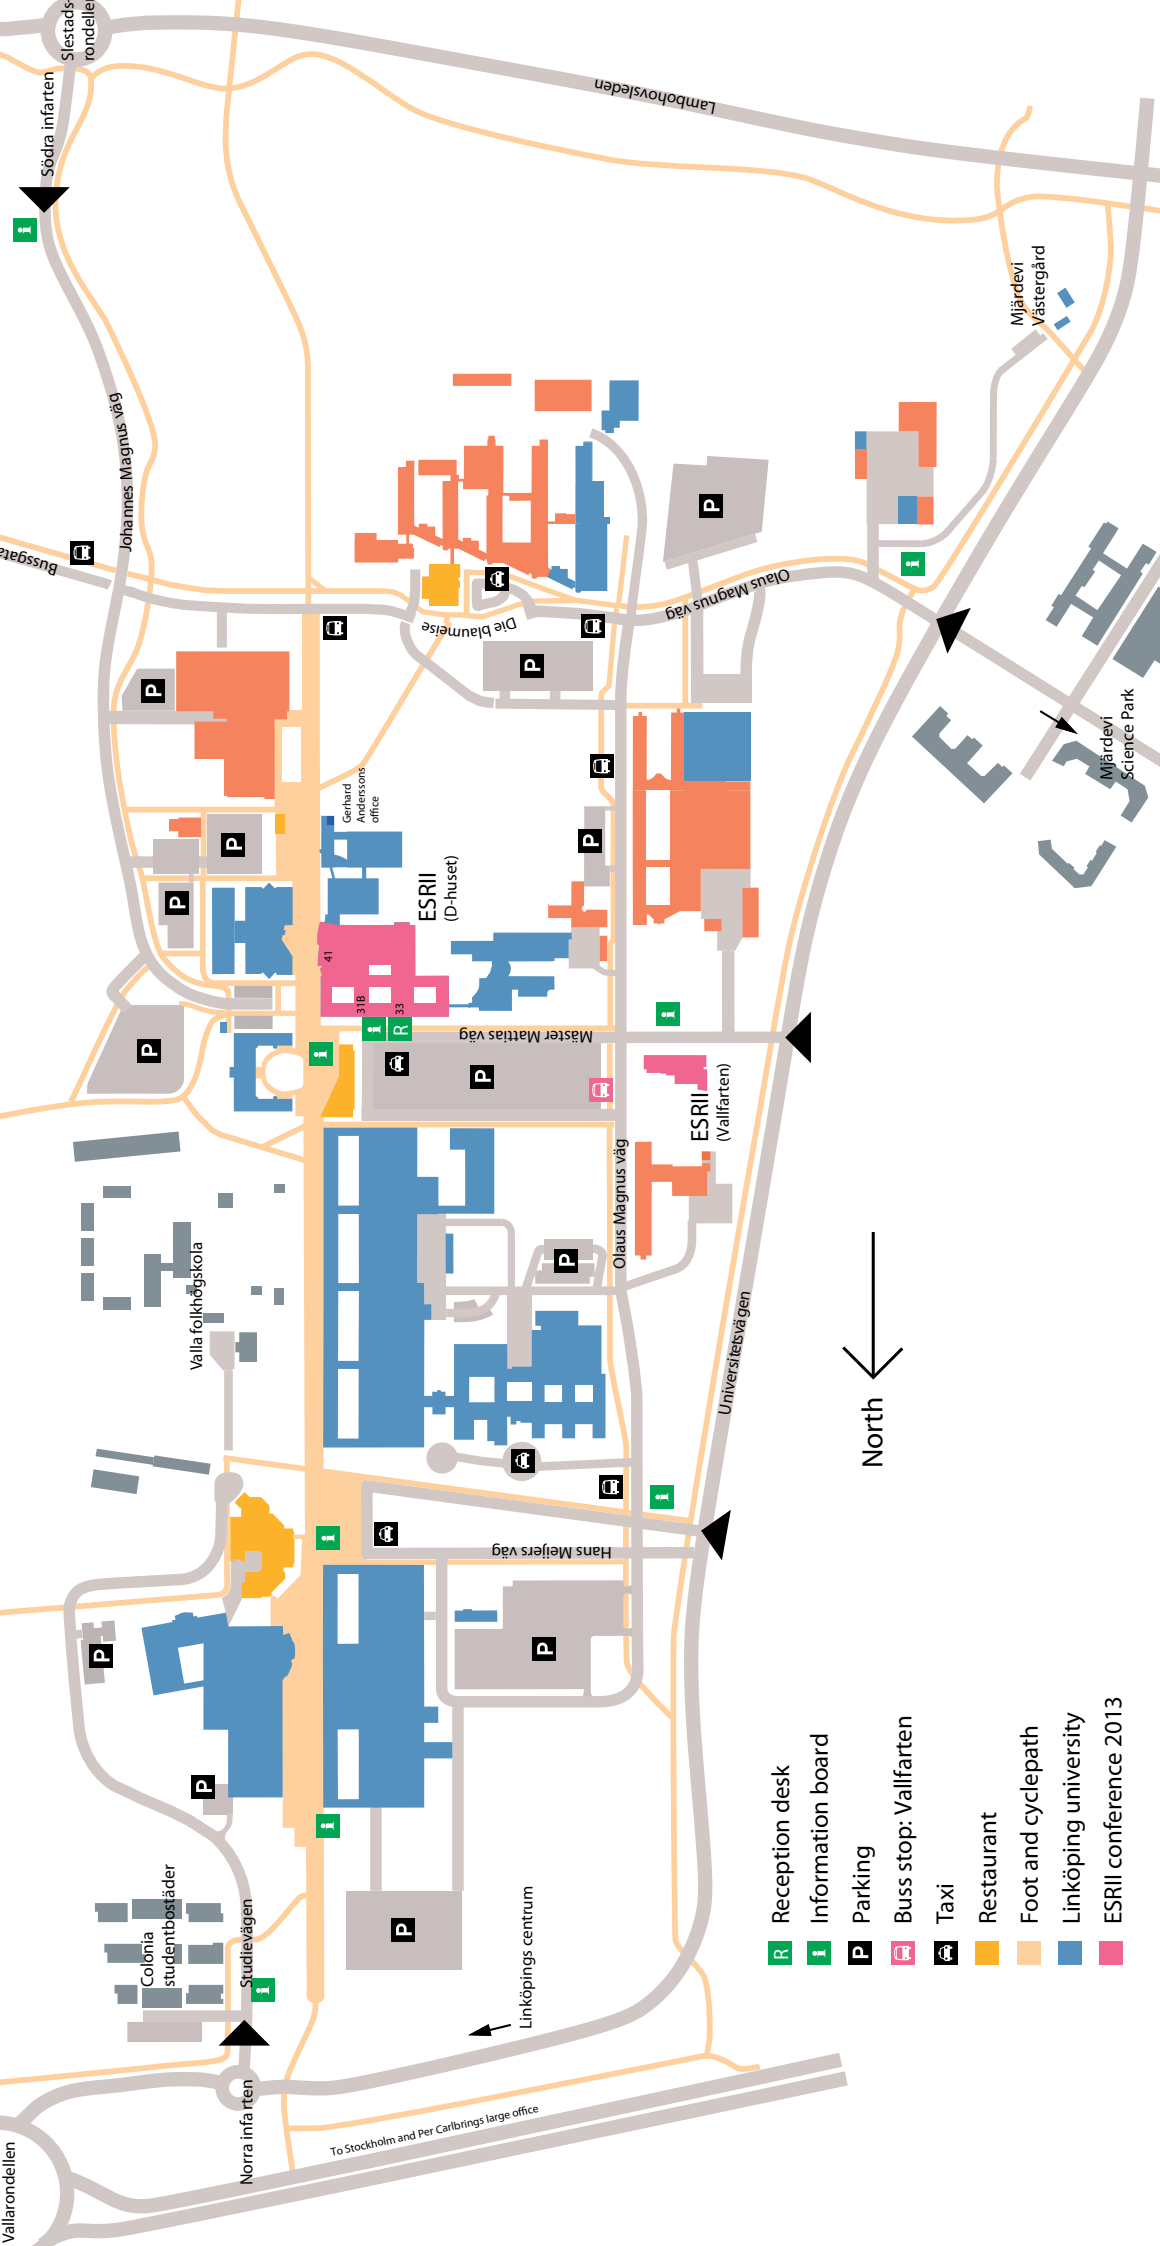 Slestads-
rondellen
Södra infarten
i
Lambohovsleden
Johannes Magnus väg
Bussgata
Mjärdevi
Västergård
P
i
Olaus Magnus väg
Die blaumeise
P
P
Mjärdevi
Science Park
Gerhard
Anderssons
office
P
P
P
ESRII
(D-huset)
41
31B
33
i
R
i
i
Mäster Mattias väg
P
P
ESRII
(Vallfarten)
Olaus Magnus väg
P
Valla folkhögskola
Universitetsvägen
North
i
i
Hans Meijers väg
P
P
P
i
P
Colonia
studentbostäder
Studievägen
i
Linköpings centrum
Norra infarten
To Stockholm and Per Carlbrings large office
Vallarondellen
R Reception desk
i Information board
P Parking
Buss stop: Vallfarten
Taxi
Restaurant
Foot and cyclepath
Linköping university
ESRII conference 2013